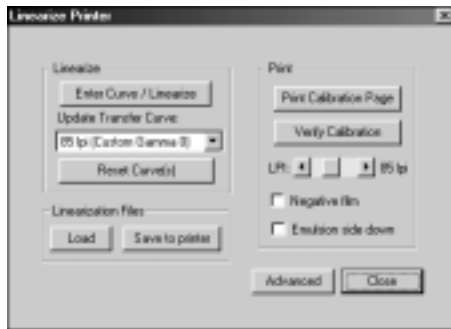 Linearize Printer
Linearize
Enter Curve / Linearize
Update Transfer Curve:
85 lpi (Custom Gamma 0)
Reset Curve(s)
Linearization Files
Load
Save to printer
Print
Print Calibration Page
Verify Calibration
LPI:
85 lpi
Negative film
Emulsion side down
Advanced
Close